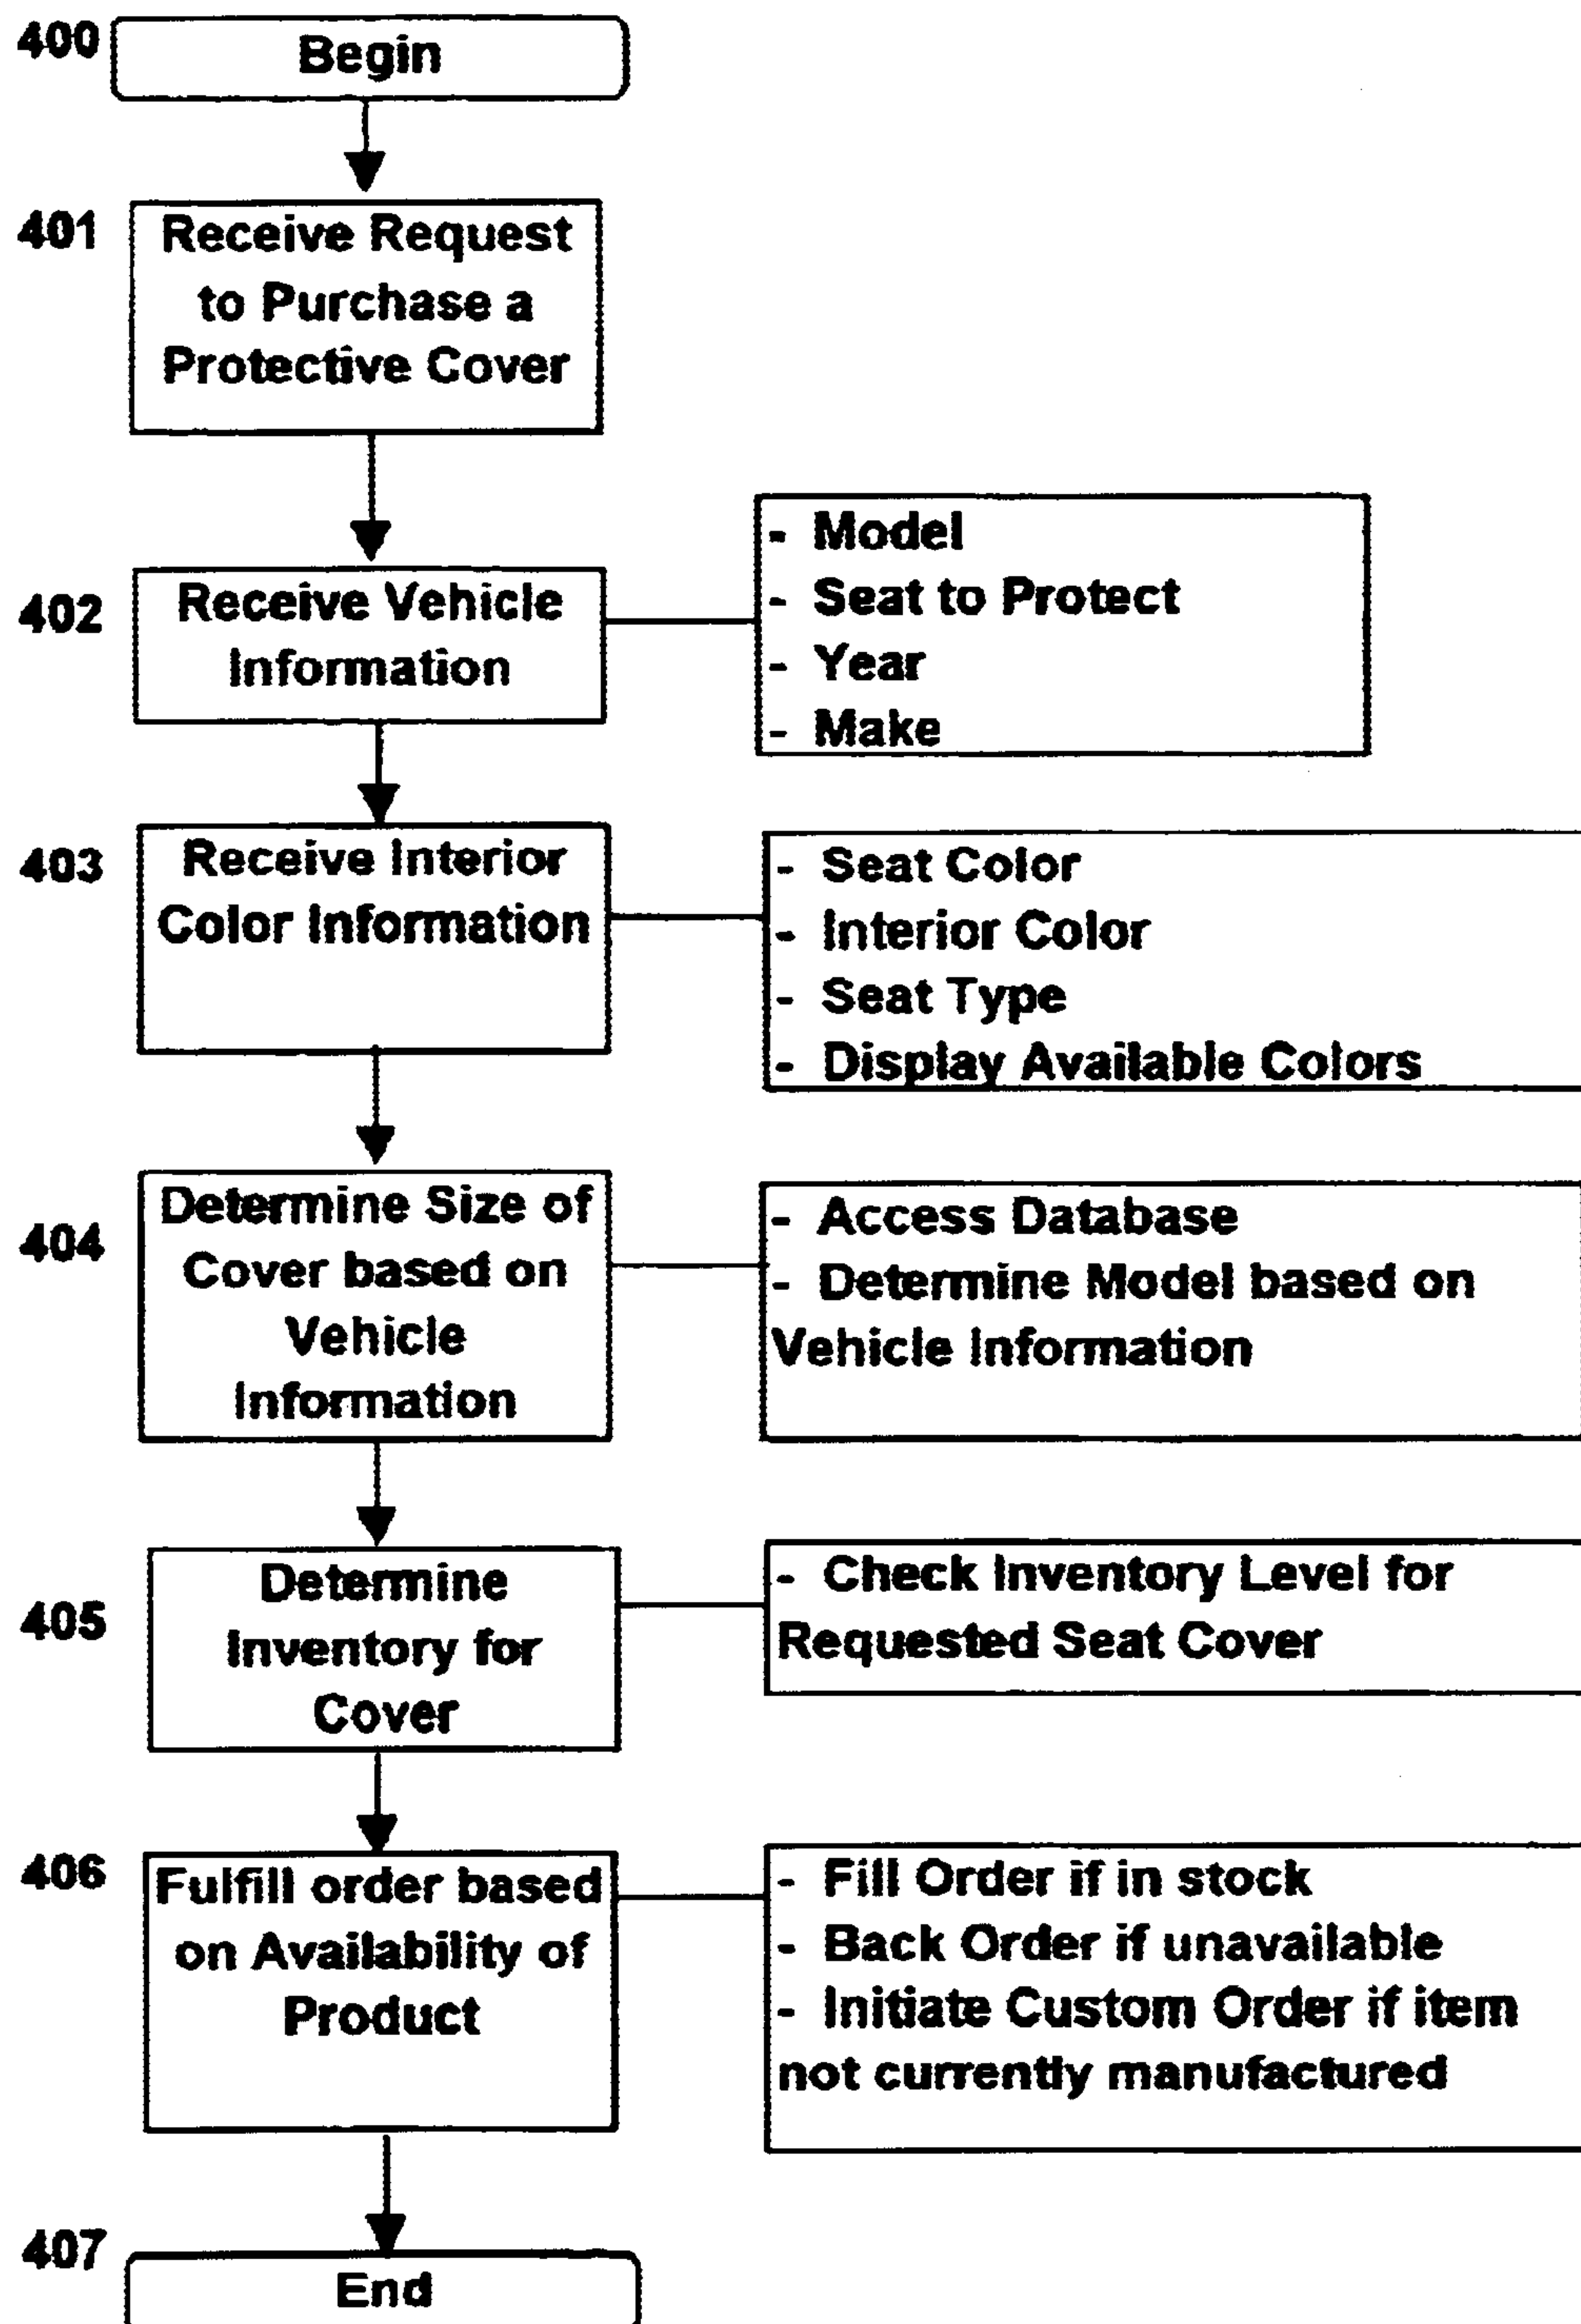 400
Begin
401
Receive Request
to Purchase a
Protective Cover
402
Receive Vehicle
Information
- Model
- Seat to Protect
- Year
- Make
403
Receive Interior
Color Information
- Seat Color
- Interior Color
- Seat Type
- Display Available Colors
404
Determine Size of
Cover based on
Vehicle
Information
- Access Database
- Determine Model based on
Vehicle Information
405
Determine
Inventory for
Cover
- Check Inventory Level for
Requested Seat Cover
406
Fulfill order based
on Availability of
Product
- Fill Order if in stock
- Back Order if unavailable
- Initiate Custom Order if item
not currently manufactured
407
End